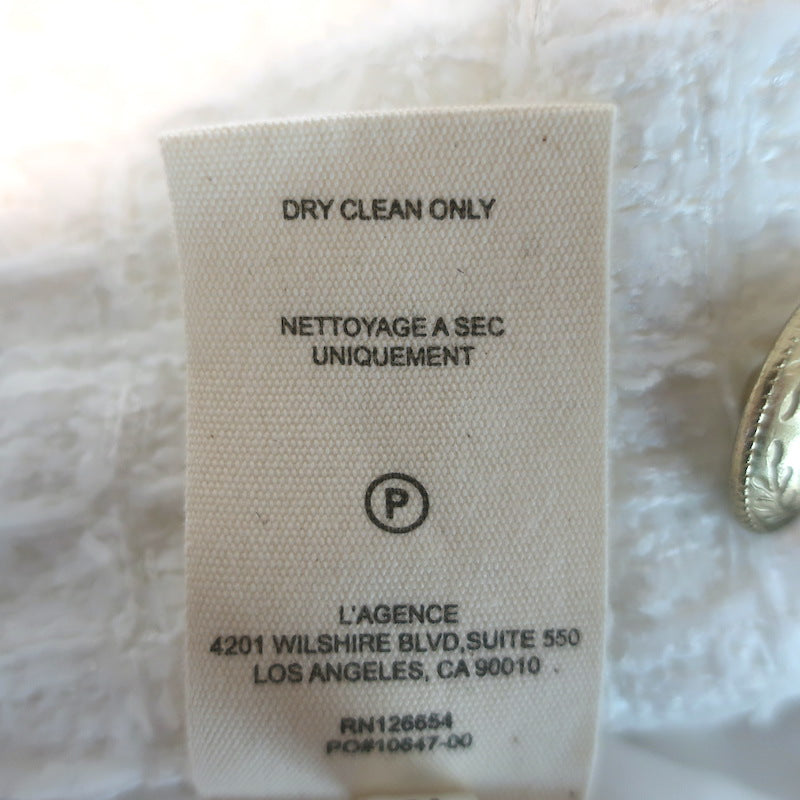 DRY CLEAN ONLY
NETTOYAGE A SEC
UNIQUEMENT
P
L'AGENCE
4201 WILSHIRE BLVD,SUITE 550
LOS ANGELES, CA 90010
RN126654
PO#10647-00